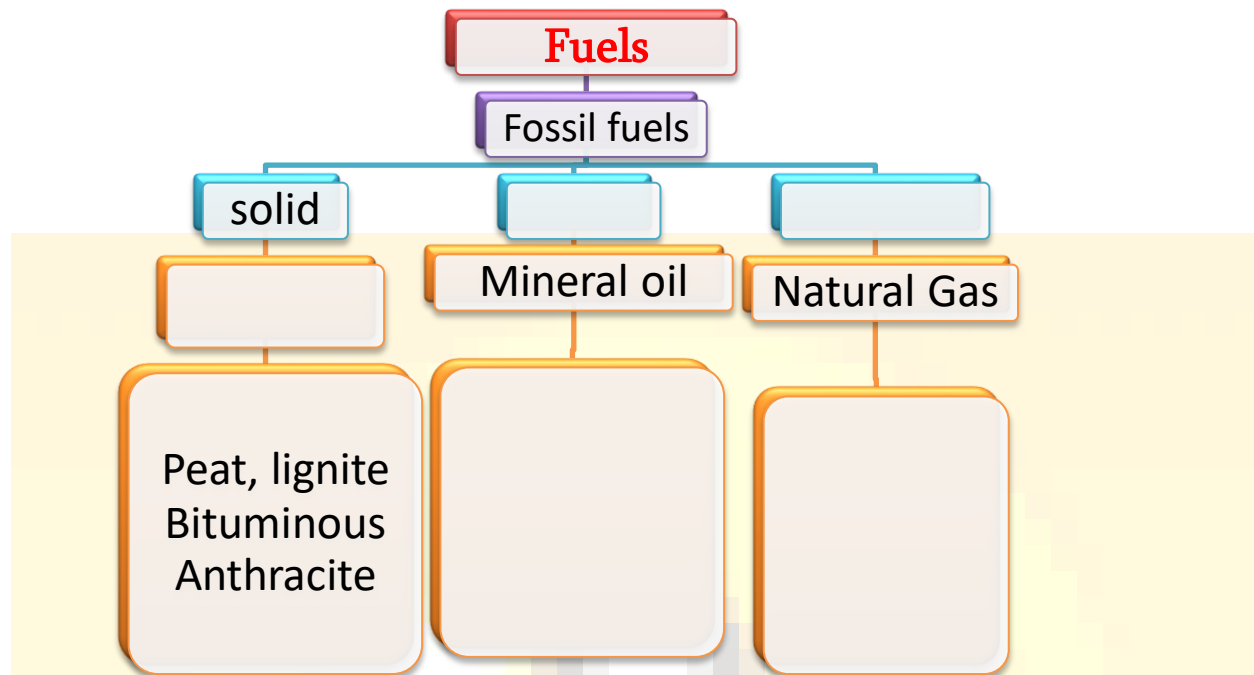 Fuels
Fossil fuels
solid
Mineral oil
Natural Gas
Peat, lignite
Bituminous
Anthracite